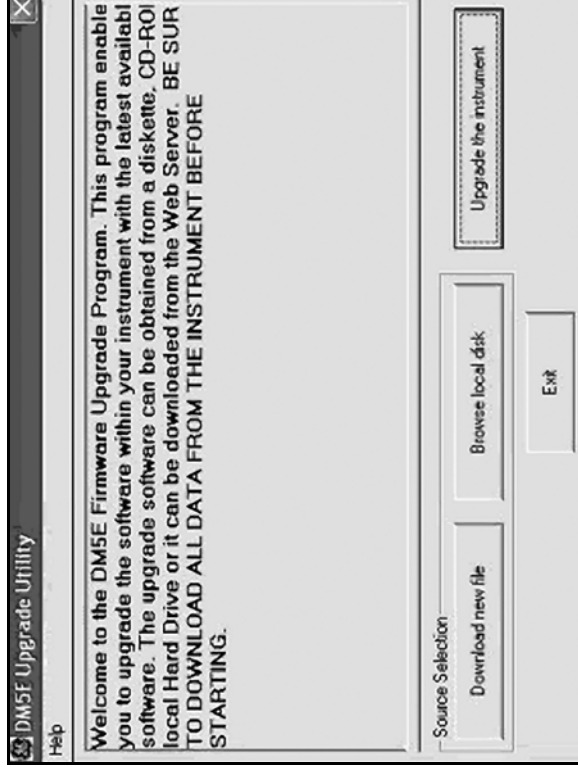 DM5E Upgrade Utility
Help
Welcome to the DM5E Firmware Upgrade Program. This program enable
you to upgrade the software within your instrument with the latest availabl
software. The upgrade software can be obtained from a diskette, CD-RO
local Hard Drive or it can be downloaded from the Web Server. BE SUR
TO DOWNLOAD ALL DATA FROM THE INSTRUMENT BEFORE
STARTING.
Source Selection
Download new file
Browse local disk
Upgrade the instrument
Exit